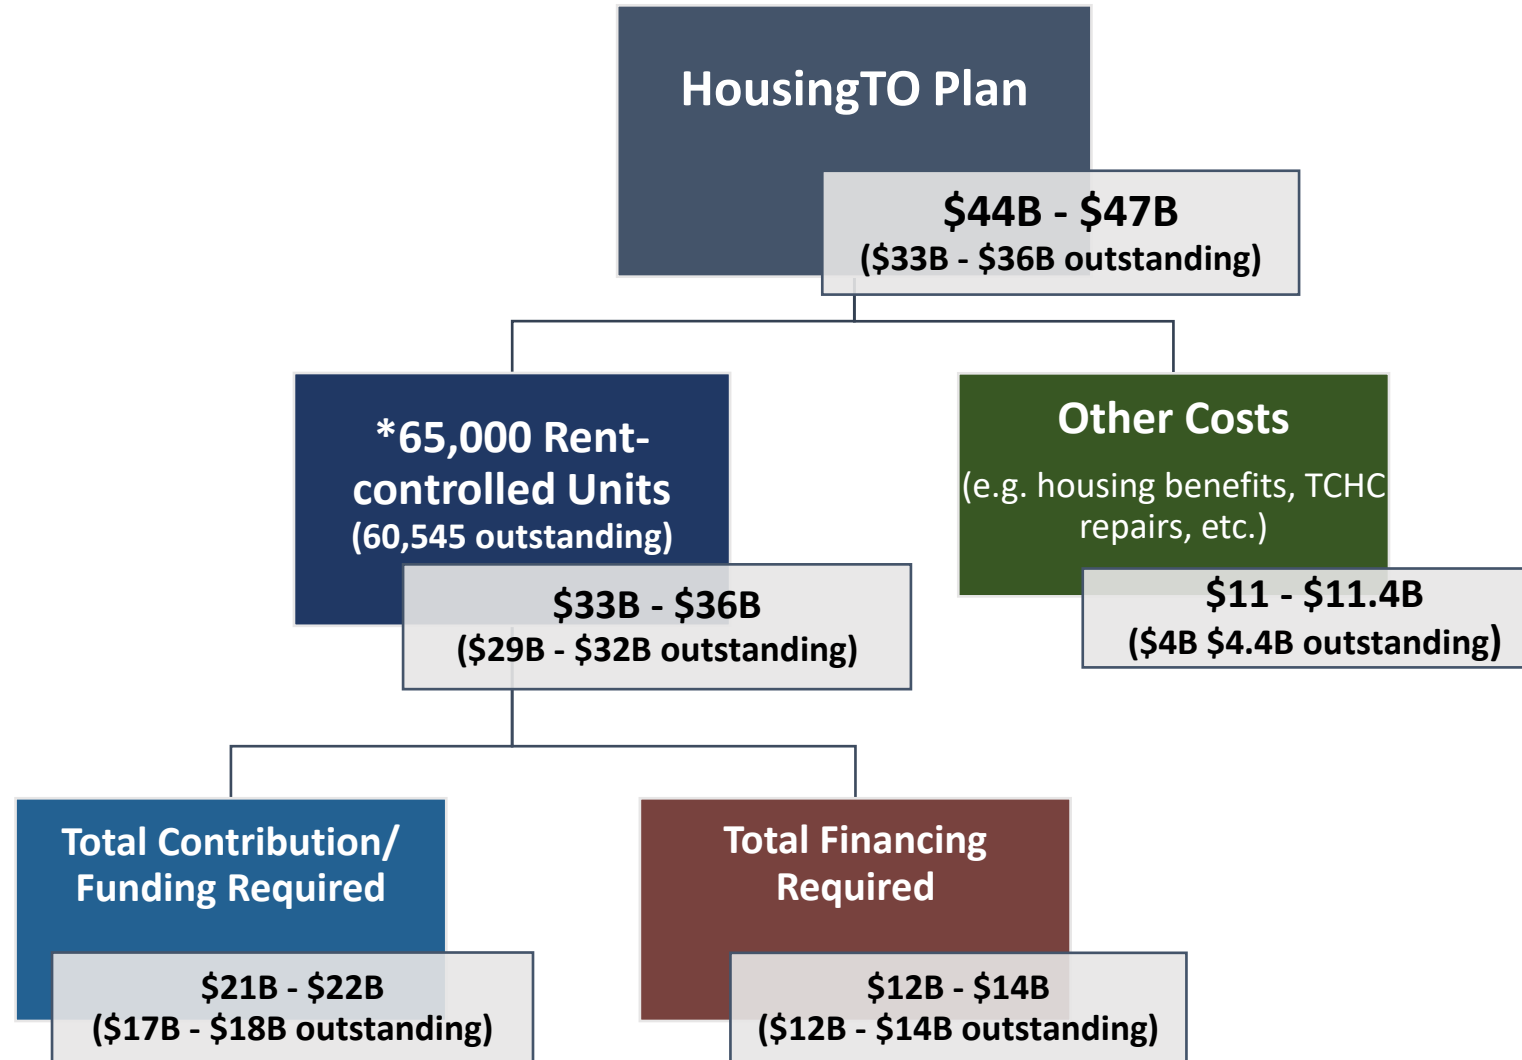 HousingTO Plan
$44B - $47B
($33B - $36B outstanding)
*65,000 Rent-
controlled Units
(60,545 outstanding)
$33B - $36B
($29B - $32B outstanding)
Other Costs
(e.g. housing benefits, TCHC
repairs, etc.)
$11 - $11.4B
($4B $4.4B outstanding)
Total Contribution/
Funding Required
$21B - $22B
($17B - $18B outstanding)
Total Financing
Required
$12B - $14B
($12B - $14B outstanding)